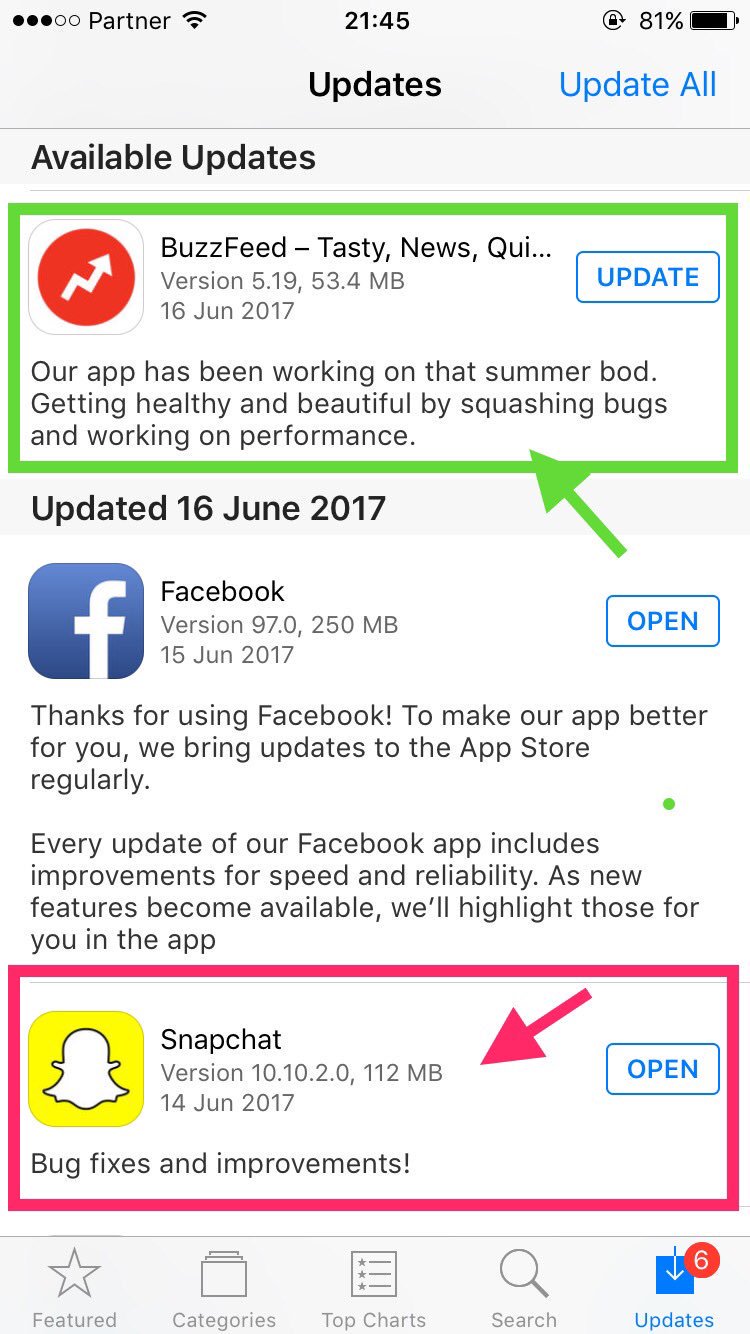 Partner 21:45 81%
Updates Update All
Available Updates
BuzzFeed – Tasty, News, Qui...
Version 5.19, 53.4 MB
UPDATE
16 Jun 2017
Our app has been working on that summer bod.
Getting healthy and beautiful by squashing bugs
and working on performance.
Updated 16 June 2017
Facebook
Version 97.0, 250 MB
OPEN
15 Jun 2017
Thanks for using Facebook! To make our app better
for you, we bring updates to the App Store
regularly.
Every update of our Facebook app includes
improvements for speed and reliability. As new
features become available, we’ll highlight those for
you in the app
Snapchat
Version 10.10.2.0, 112 MB
OPEN
14 Jun 2017
Bug fixes and improvements!
6
Featured Categories Top Charts Search Updates